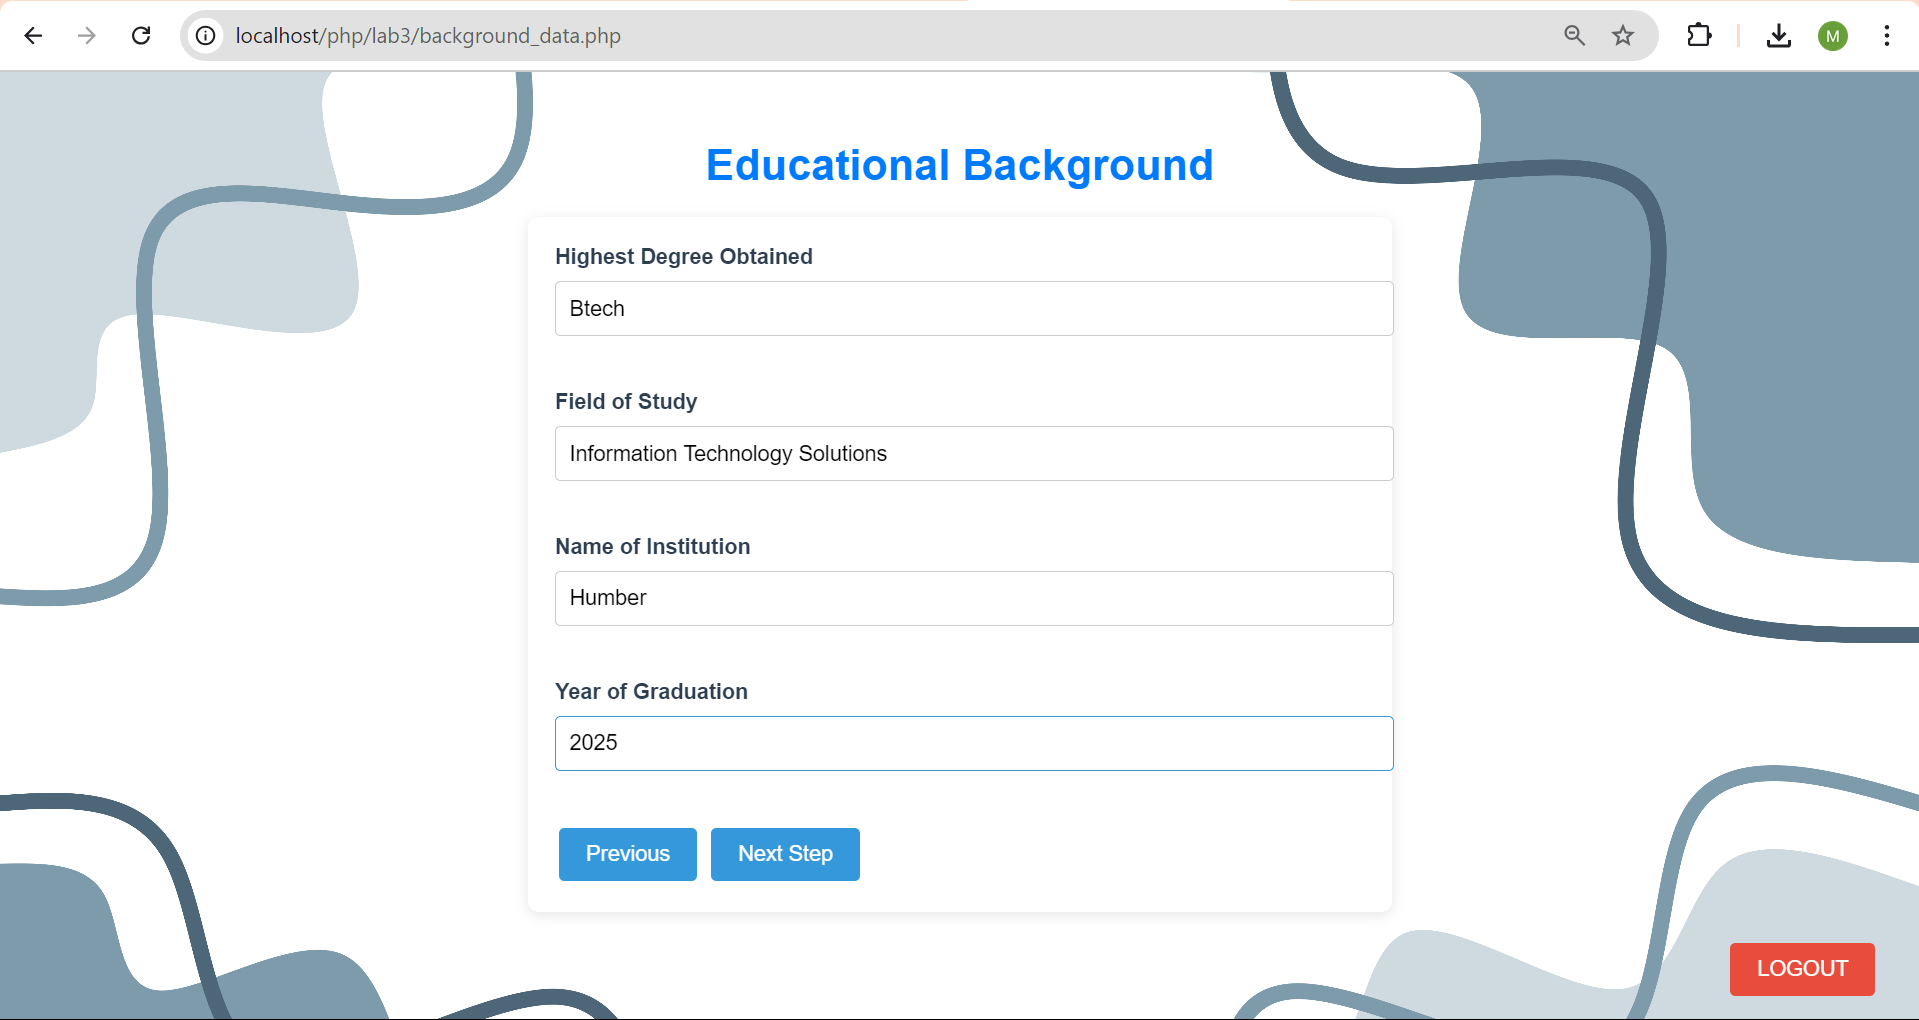 localhost/php/lab3/background_data.php
M
Educational Background
Highest Degree Obtained
Btech
Field of Study
Information Technology Solutions
Name of Institution
Humber
Year of Graduation
2025
Previous Next Step
LOGOUT